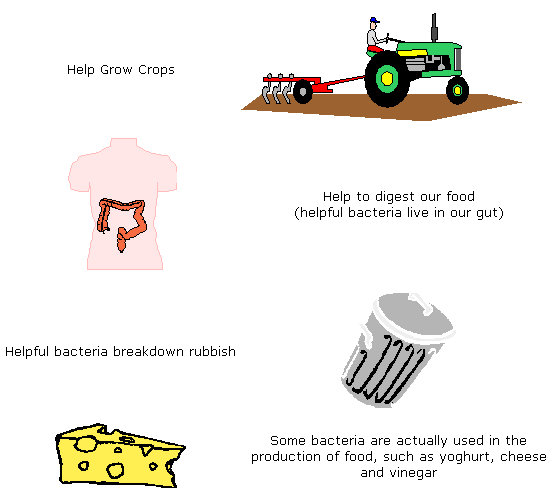 Help Grow Crops
Help to digest our food
(helpful bacteria live in our gut)
Helpful bacteria breakdown rubbish
Some bacteria are actually used in the
production of food, such as yoghurt, cheese
and vinegar